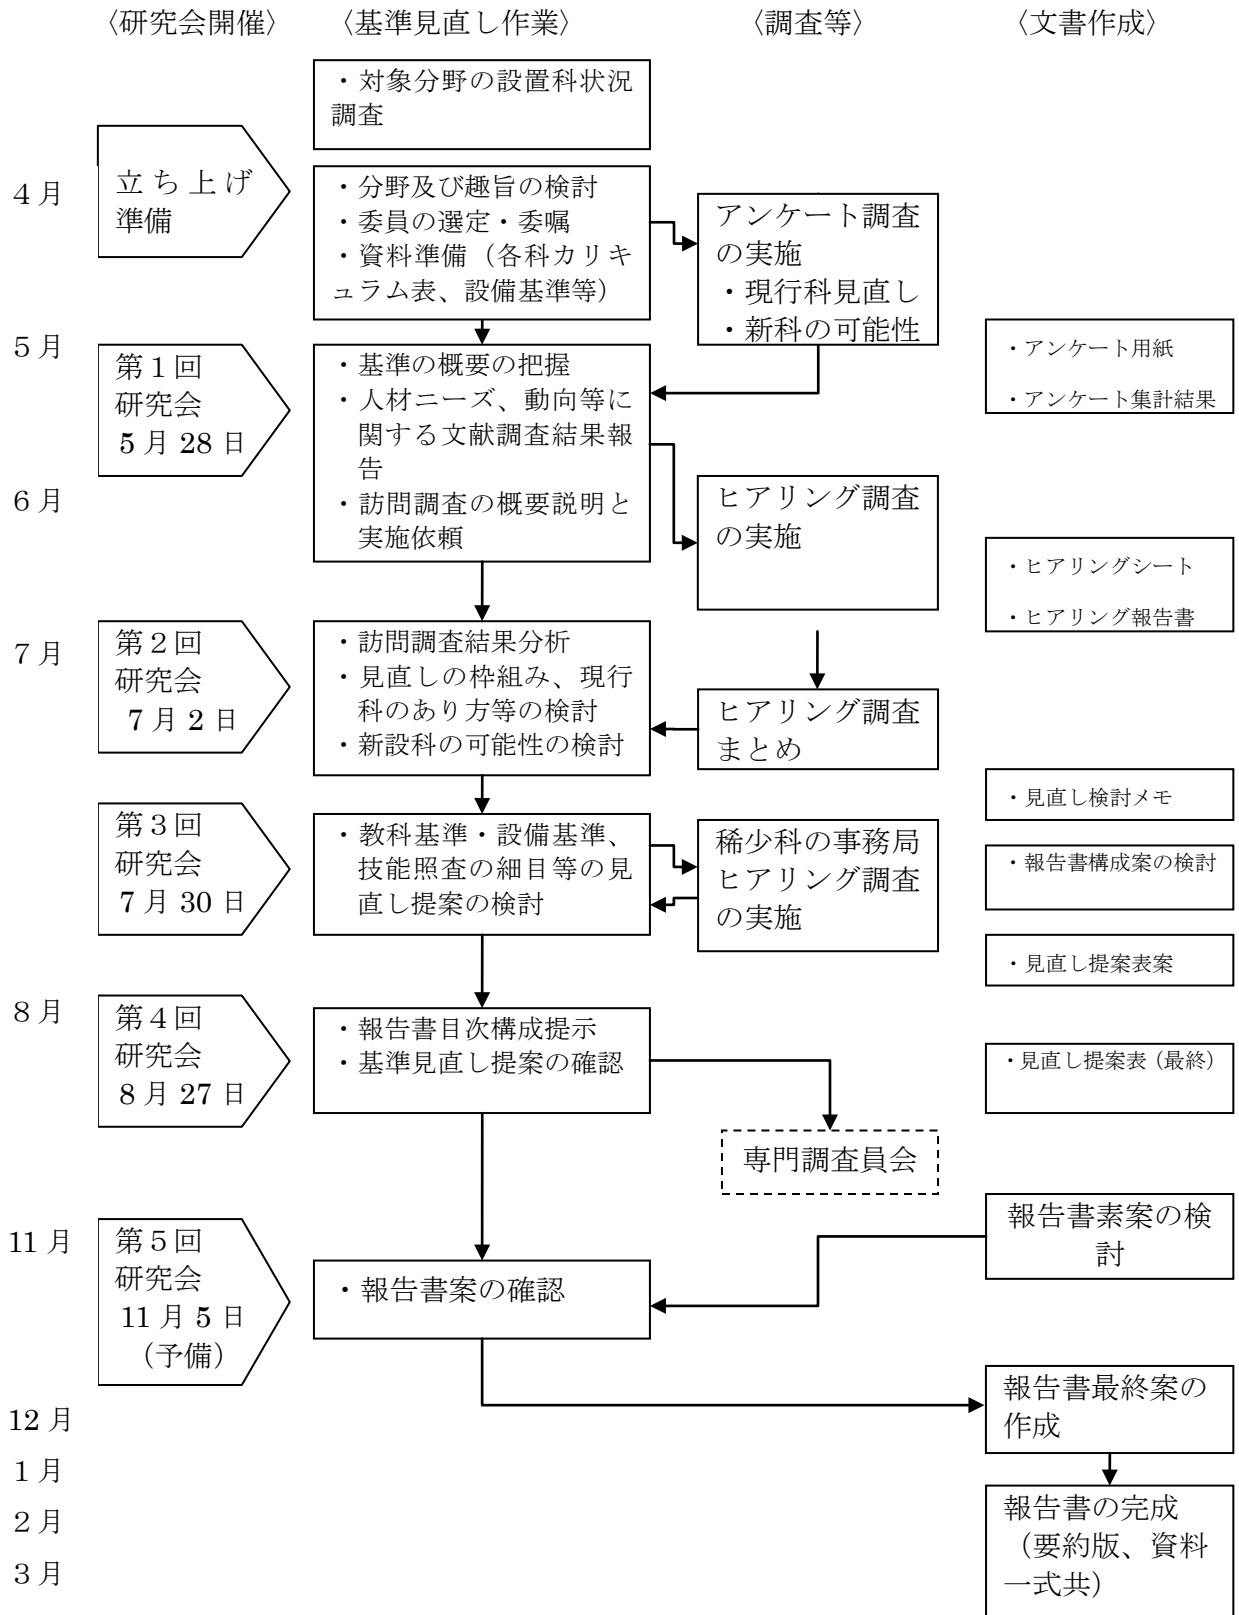 〈研究会開催〉
〈基準見直し作業〉
〈調査等〉
〈文書作成〉
・対象分野の設置科状況
調査
4月
立ち上げ
準備
・分野及び趣旨の検討
・委員の選定・委嘱
・資料準備（各科カリキ
ュラム表、設備基準等）
アンケート調査
の実施
・現行科見直し
・新科の可能性
5月
第１回
研究会
5月 28 日
・基準の概要の把握
・人材ニーズ、動向等に
関する文献調査結果報
告
・訪問調査の概要説明と
実施依頼
・アンケート用紙
・アンケート集計結果
6月
ヒアリング調査
の実施
・ヒアリングシート
・ヒアリング報告書
7月
第２回
研究会
7月 2 日
・訪問調査結果分析
・見直しの枠組み、現行
科のあり方等の検討
・新設科の可能性の検討
ヒアリング調査
まとめ
・見直し検討メモ
第３回
研究会
7月 30 日
・教科基準・設備基準、
技能照査の細目等の見
直し提案の検討
稀少科の事務局
ヒアリング調査
の実施
・報告書構成案の検討
・見直し提案表案
8月
第４回
研究会
8月 27 日
・報告書目次構成提示
・基準見直し提案の確認
・見直し提案表（最終）
専門調査員会
11月
第５回
研究会
11月 5 日
（予備）
・報告書案の確認
報告書素案の検
討
12月
報告書最終案の
作成
1月
2月
3月
報告書の完成
（要約版、資料
一式共）